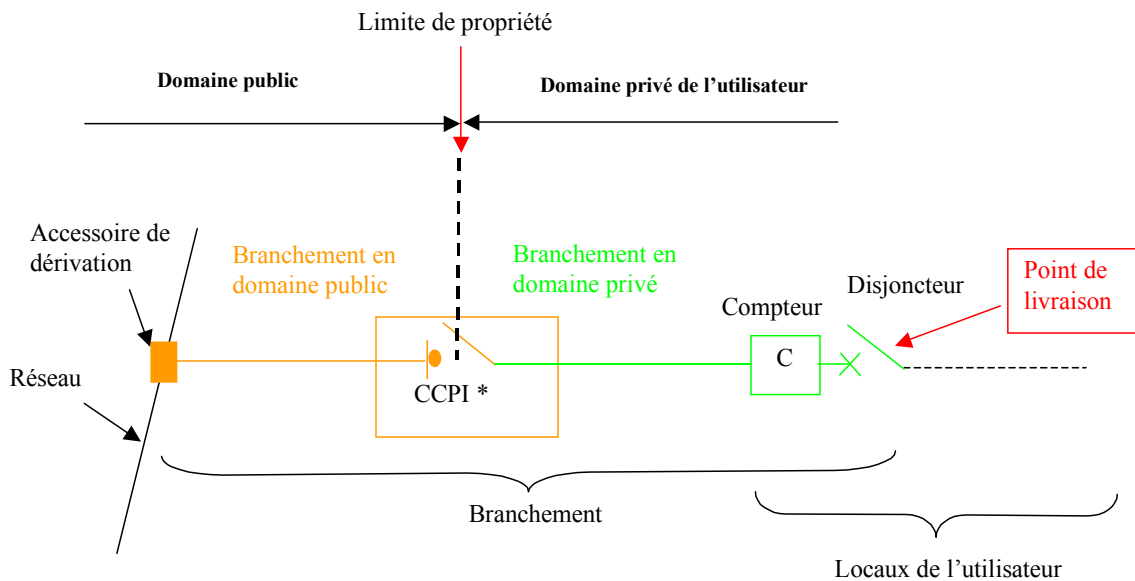 Limite de propriété
Domaine public
Domaine privé de l’utilisateur
Accessoire de
dérivation
Branchement en
domaine public
Branchement en
domaine privé
Compteur
Disjoncteur
Point de
livraison
C
Réseau
CCPI *
Branchement
Locaux de l’utilisateur